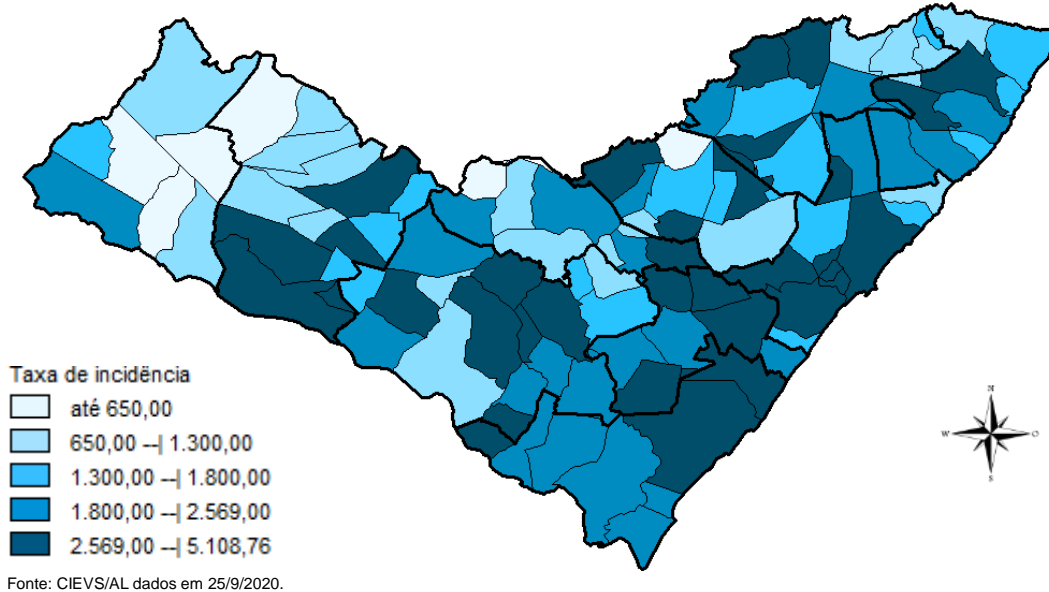 Taxa de incidência
até 650,00
650,00 --| 1.300,00
1.300,00 --| 1.800,00
1.800,00 --| 2.569,00
2.569,00 --| 5.108,76
N
W
O
S
Fonte: CIEVS/AL dados em 25/9/2020.